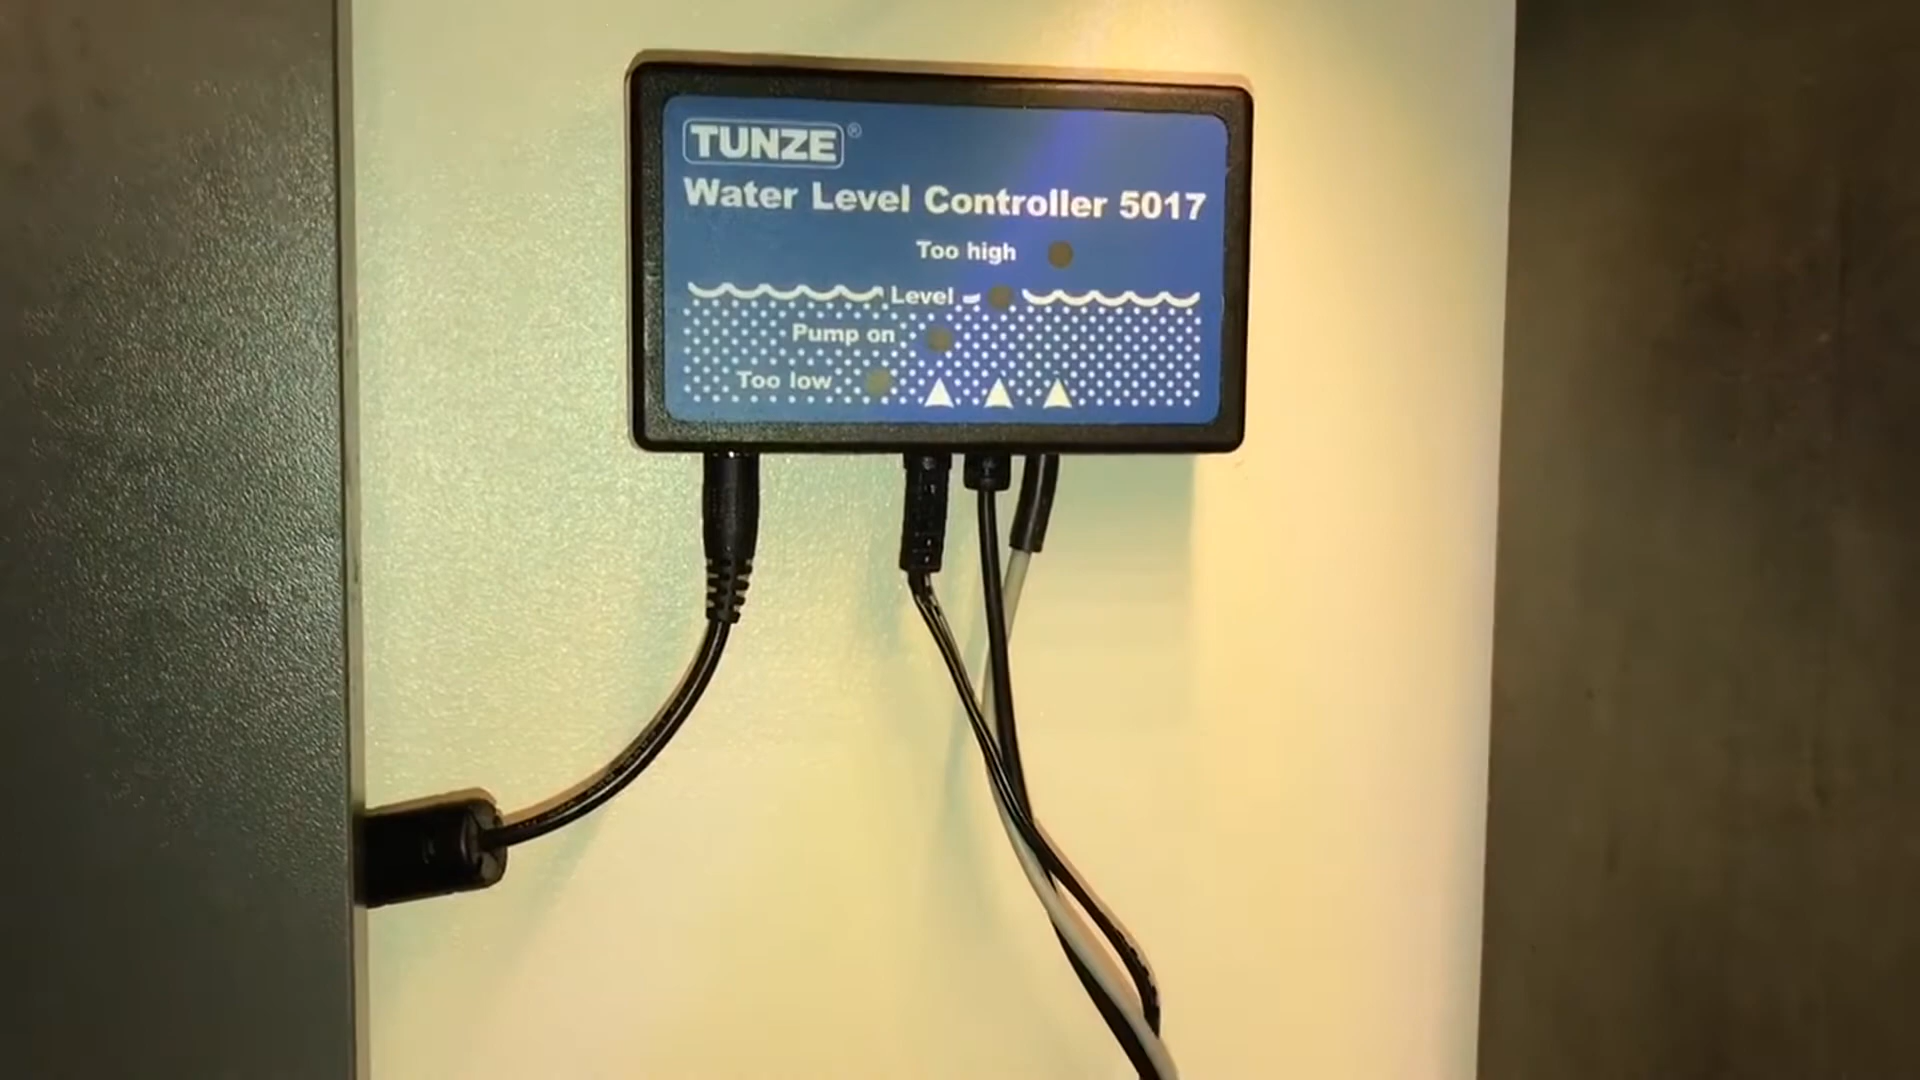 TUNZE®
Water Level Controller 5017
Too high
Level
Pump on
Too low